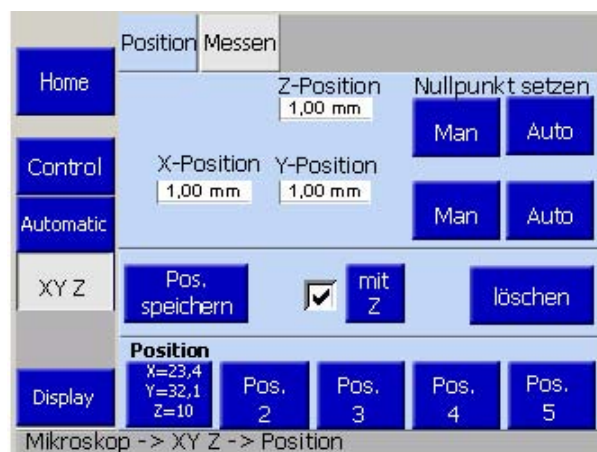 Position Messen
Home
Z-Position Nullpunkt setzen
1,00 mm
Man Auto
Control
X-Position Y-Position
1,00 mm 1,00 mm
Man Auto
Automatic
XY Z
Pos.
speichern
mit
Z
löschen
Position
X=23,4
Y=32,1
Z=10
Pos.
2
Pos.
3
Pos.
4
Pos.
5
Display
Mikroskop -> XY Z -> Position